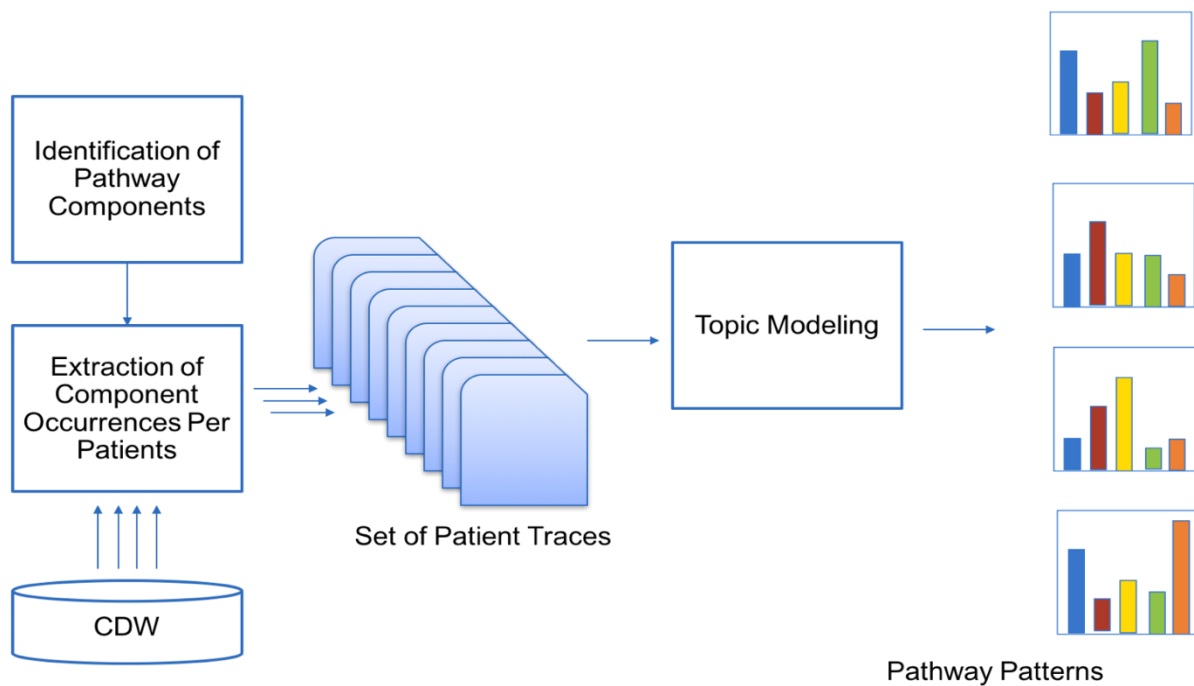 Identification of
Pathway
Components
Extraction of
Component
Occurrences Per
Patients
CDW
Set of Patient Traces
Topic Modeling
Pathway Patterns